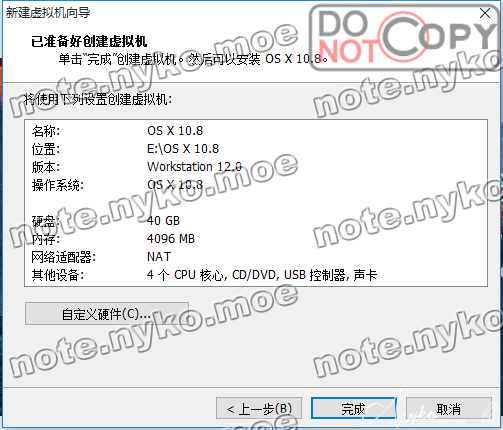 新建虚拟机向导
DO NOT COPY
已准备好创建虚拟机
单击"完成"创建虚拟机。然后可以安装 OS X 10.8。
note.nyko.moe
note.nyko.moe
将使用下列设置创建虚拟机:
名称: OS X 10.8
位置: E:\OS X 10.8
版本: Workstation 12.0
操作系统: OS X 10.8
note.nyko.moe
note.nyko.moe
硬盘: 40 GB
内存: 4096 MB
网络适配器: NAT
其他设备: 4 个 CPU 核心, CD/DVD, USB 控制器, 声卡
自定义硬件(C)...
note.nyko.moe
note.nyko.moe
< 上一步(B) 完成 取消